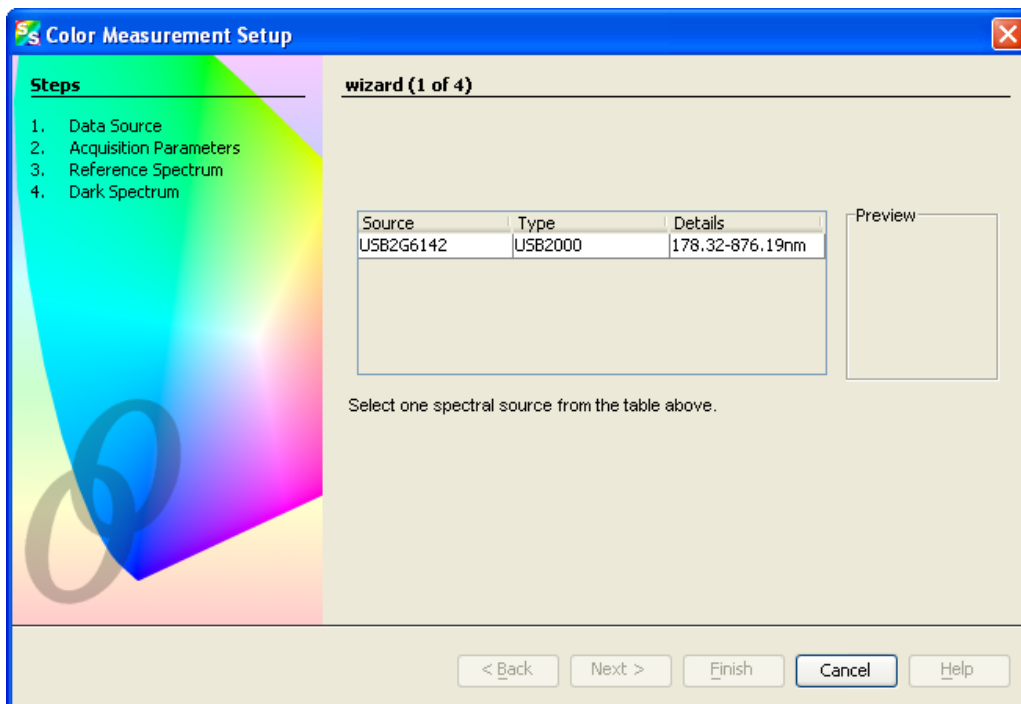 Color Measurement Setup
Steps
1. Data Source
2. Acquisition Parameters
3. Reference Spectrum
4. Dark Spectrum
wizard (1 of 4)
Source Type Details
USB2G6142 USB2000 178.32-876.19nm
Preview
Select one spectral source from the table above.
< Back Next > Finish Cancel Help